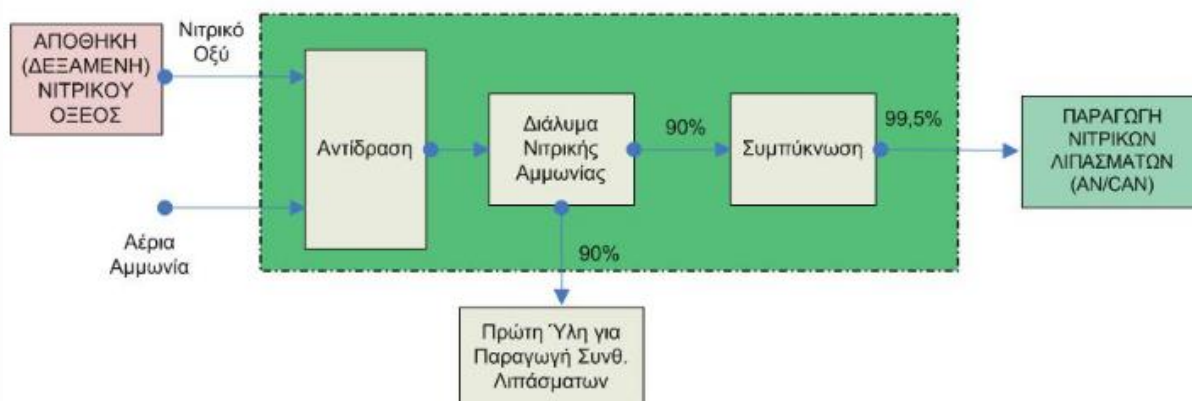 ΑΠΟΘΗΚΗ
(ΔΕΞΑΜΕΝΗ)
ΝΙΤΡΙΚΟΥ
ΟΞΕΟΣ
Νιτρικό
Οξύ
Αέρια
Αμμωνία
Αντίδραση
Διάλυμα
Νιτρικής
Αμμωνίας
90%
Συμπύκνωση
99,5%
ΠΑΡΑΓΩΓΗ
ΝΙΤΡΙΚΩΝ
ΛΙΠΑΣΜΑΤΩΝ
(AN/CAN)
90%
Πρώτη Ύλη για
Παραγωγή Συνθ.
Λιπάσματων